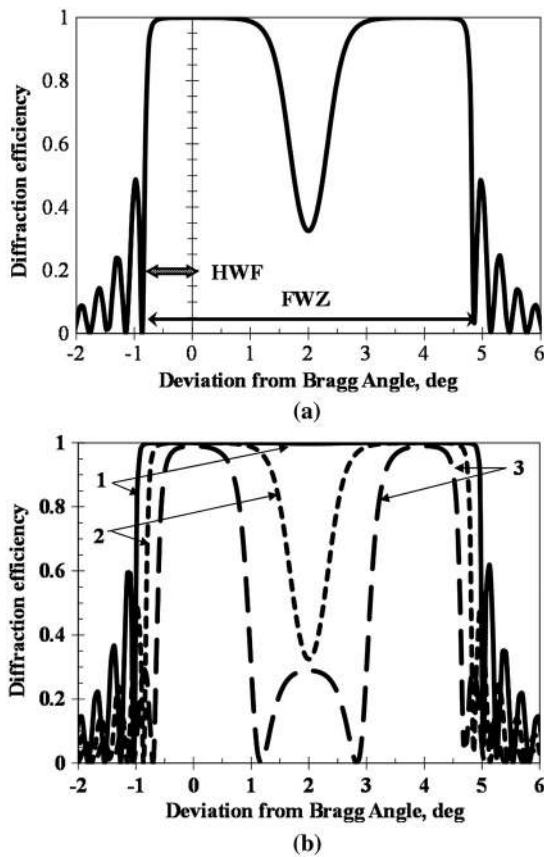 1
0.8
0.6
0.4
0.2
0
Diffraction efficiency
HWF
FWZ
-2 -1 0 1 2 3 4 5 6
Deviation from Bragg Angle, deg
(a)
1
0.8
0.6
0.4
0.2
0
Diffraction efficiency
1
2
3
-2 -1 0 1 2 3 4 5 6
Deviation from Bragg Angle, deg
(b)